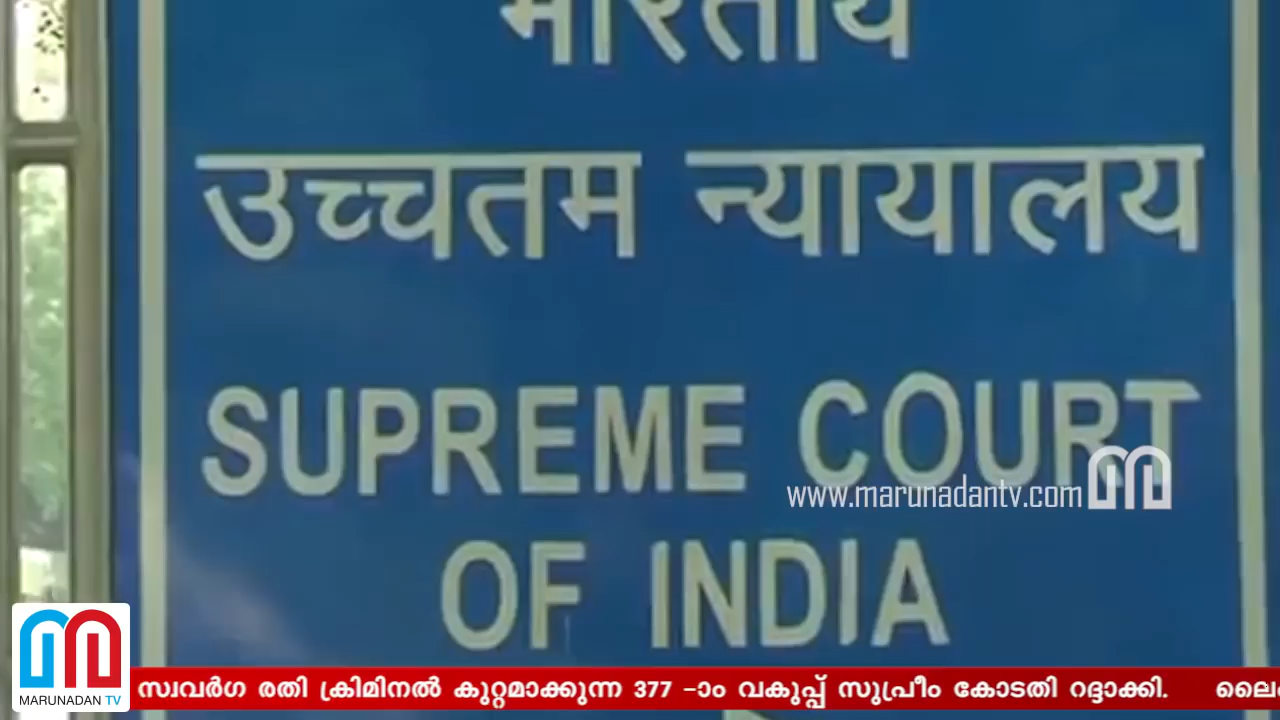 भारतीय
उच्चतम न्यायालय
SUPREME COURT
OF INDIA
www.marunadantv.com
MARUNADAN TV
സ്വവർഗ രതി ക്രിമിനൽ കുറ്റമാക്കുന്ന 377 -ാം വകുപ്പ് സുപ്രീം കോടതി റദ്ദാക്കി.